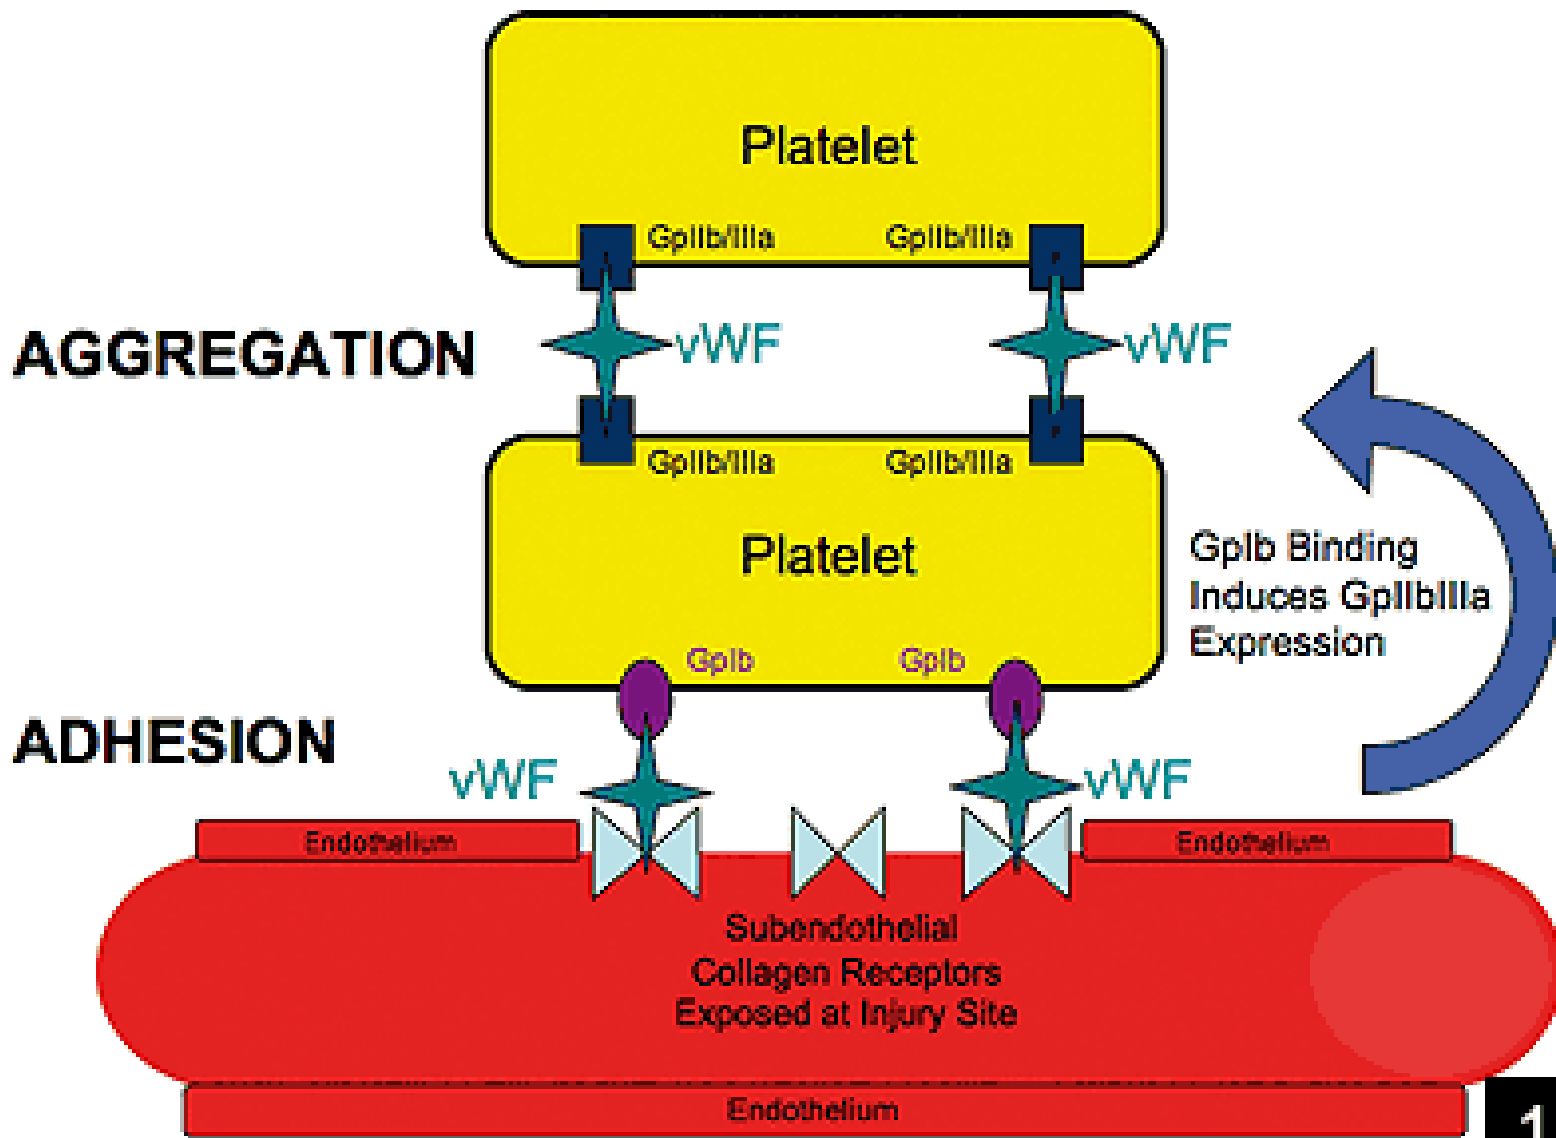 Platelet
GpIIb/IIIa GpIIb/IIIa
AGGREGATION vWF vWF
GpIIb/IIIa GpIIb/IIIa
Platelet
GpIb Binding
Induces GpIIbIIIa
Expression
GpIb GpIb
ADHESION
vWF vWF
Endothelium Endothelium
Subendothelial
Collagen Receptors
Exposed at Injury Site
Endothelium
1